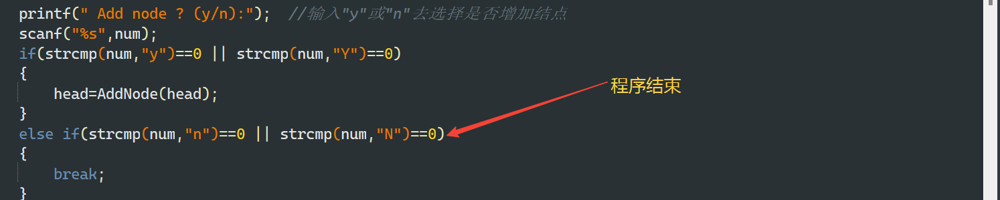 printf(" Add node ? (y/n):");  //输入"y"或"n"去选择是否增加结点
scanf("%s",num);
if(strcmp(num,"y")==0 || strcmp(num,"Y")==0)
{
    head=AddNode(head);
程序结束
}
else if(strcmp(num,"n")==0 || strcmp(num,"N")==0)
{
    break;
}